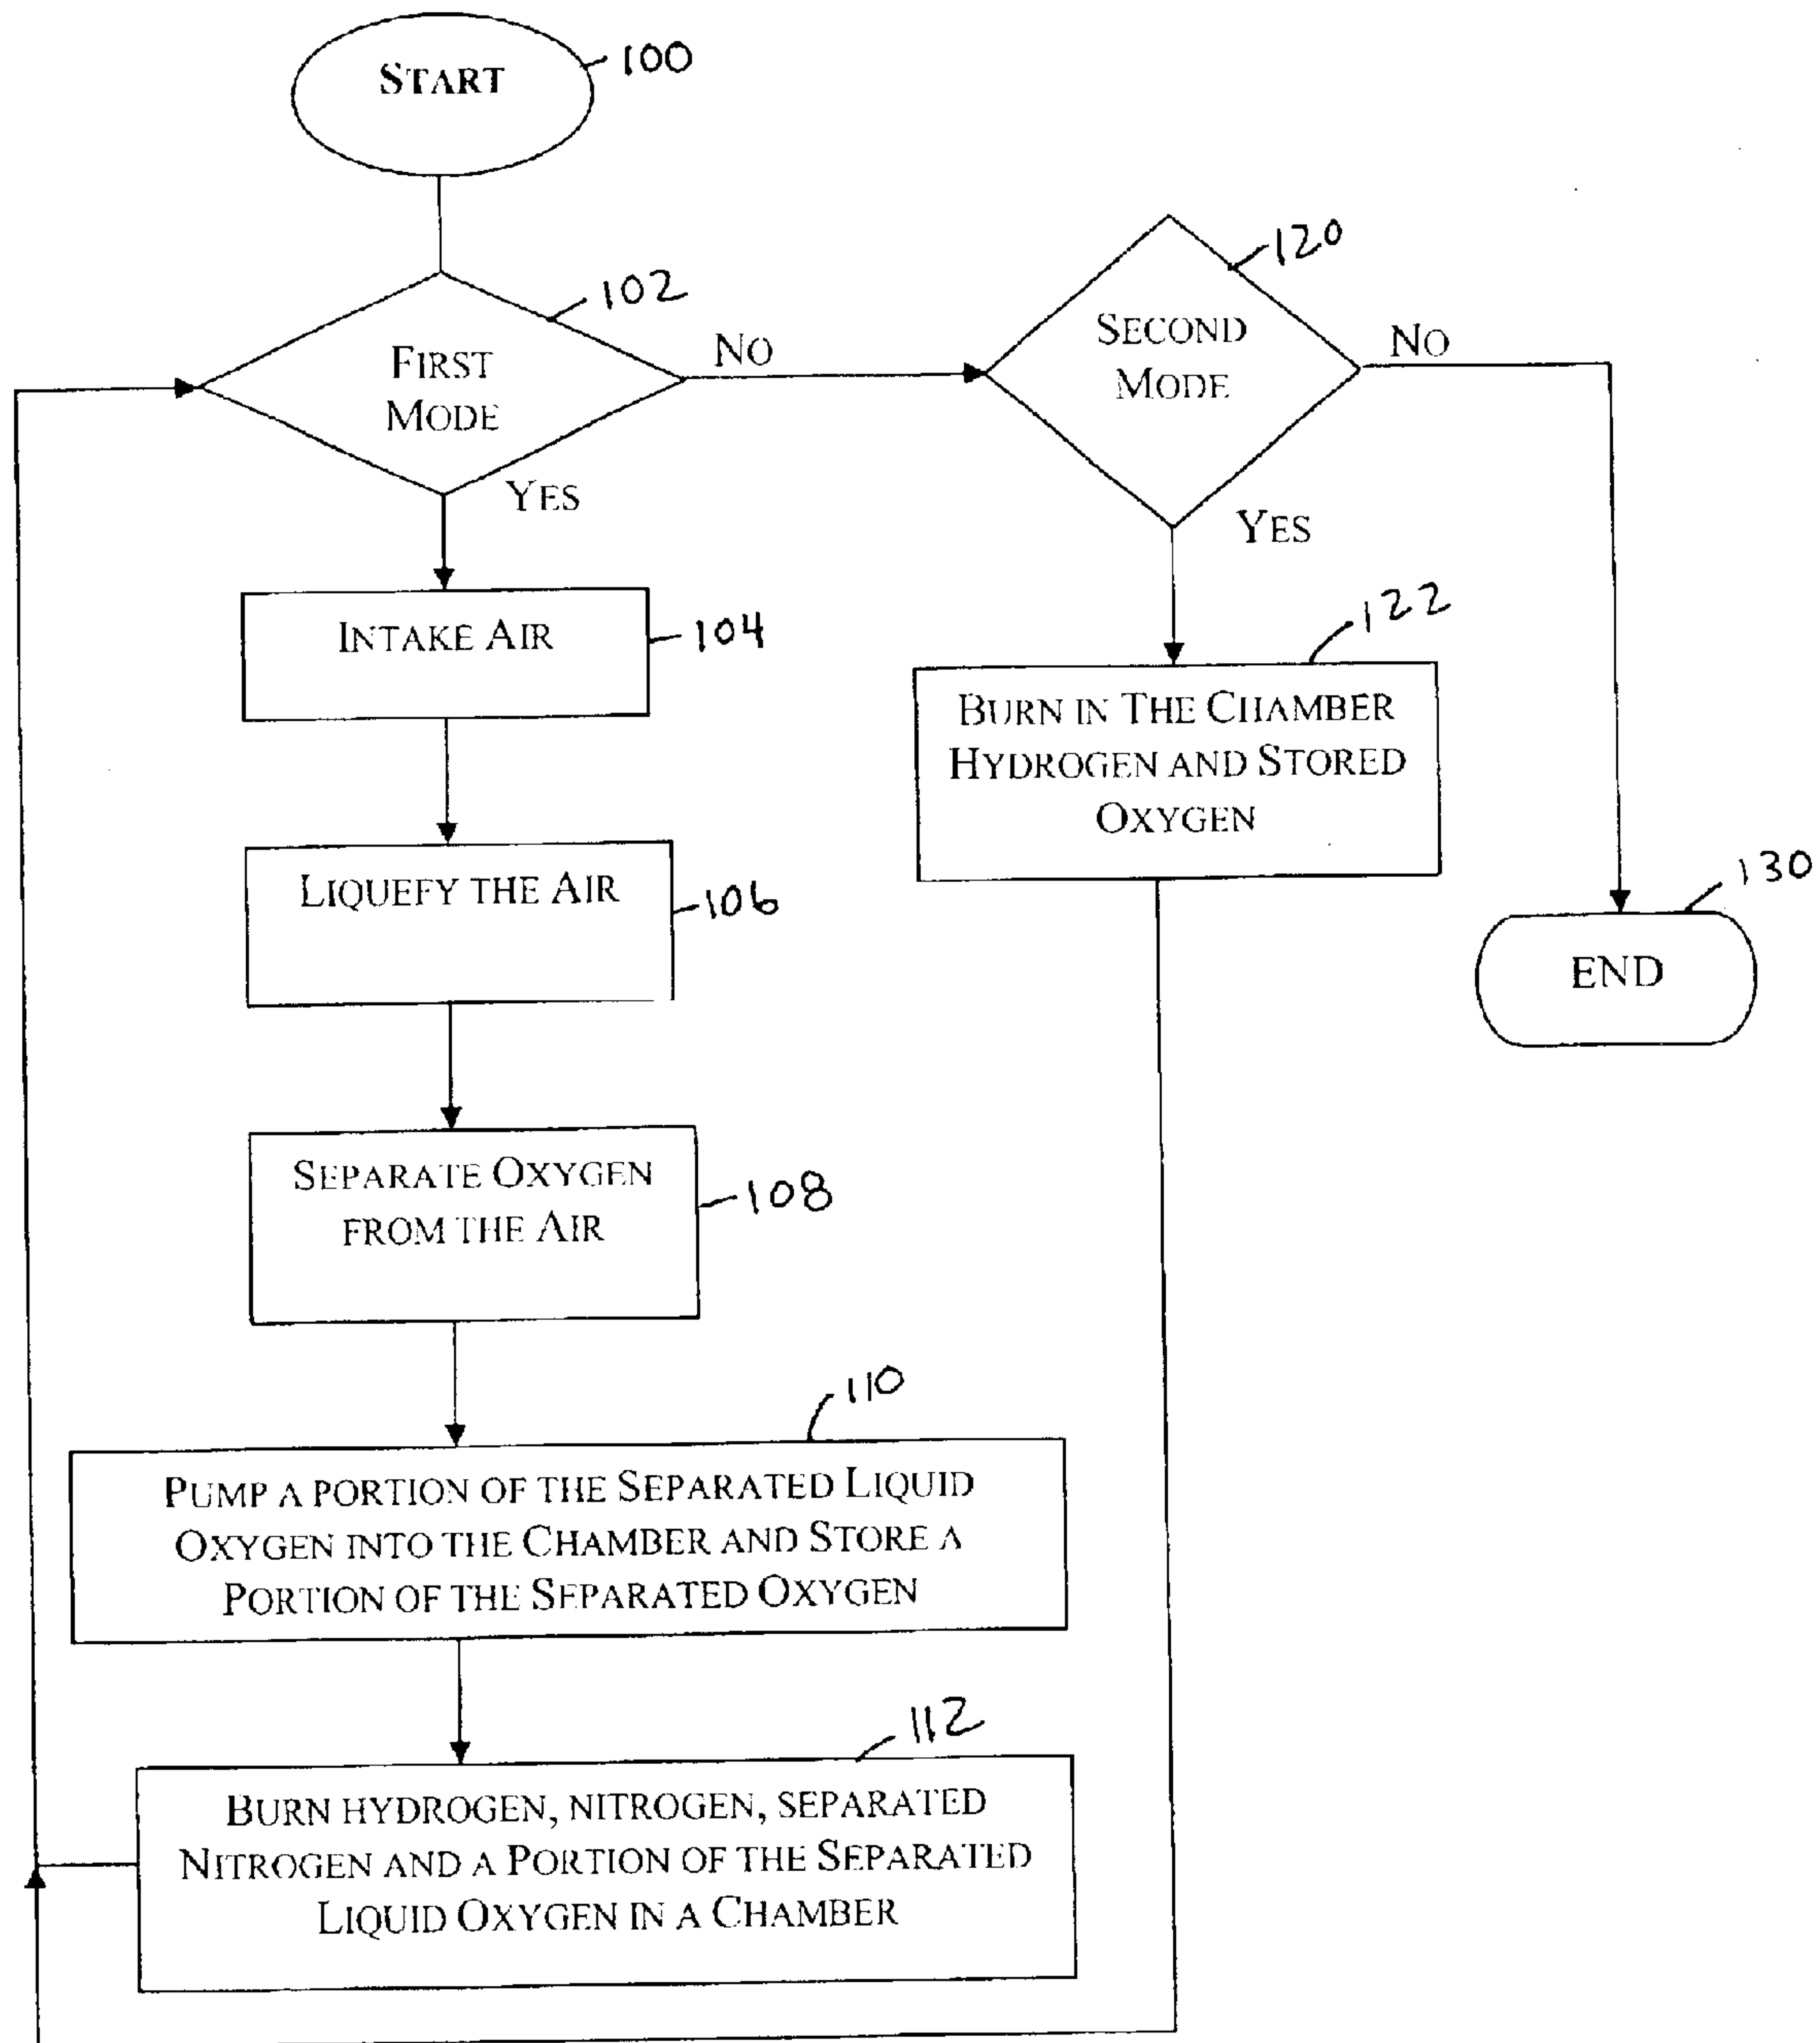 START
100
102
FIRST
MODE
NO
YES
120
SECOND
MODE
NO
YES
INTAKE AIR
104
122
BURN IN THE CHAMBER
HYDROGEN AND STORED
OXYGEN
LIQUEFY THE AIR
106
130
END
SEPARATE OXYGEN
FROM THE AIR
108
110
PUMP A PORTION OF THE SEPARATED LIQUID
OXYGEN INTO THE CHAMBER AND STORE A
PORTION OF THE SEPARATED OXYGEN
112
BURN HYDROGEN, NITROGEN, SEPARATED
NITROGEN AND A PORTION OF THE SEPARATED
LIQUID OXYGEN IN A CHAMBER